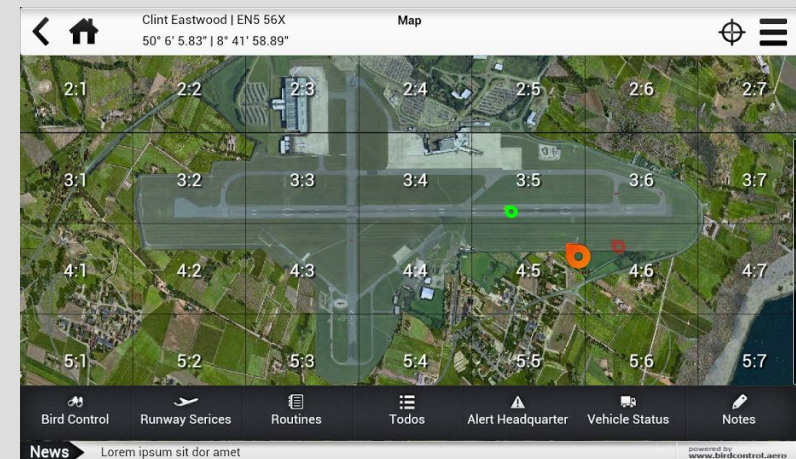 Clint Eastwood | EN5 56X
Map
50° 6' 5.83" | 8° 41' 58.89"
2:1 2:2 2:3 2:4 2:5 2:6 2:7
3:1 3:2 3:3 3:4 3:5 3:6 3:7
4:1 4:2 4:3 4:4 4:5 4:6 4:7
5:1 5:2 5:3 5:4 5:5 5:6 5:7
Bird Control Runway Serices Routines Todos Alert Headquarter Vehicle Status Notes
News Lorem ipsum sit dor amet
powered by
www.birdcontrol.aero